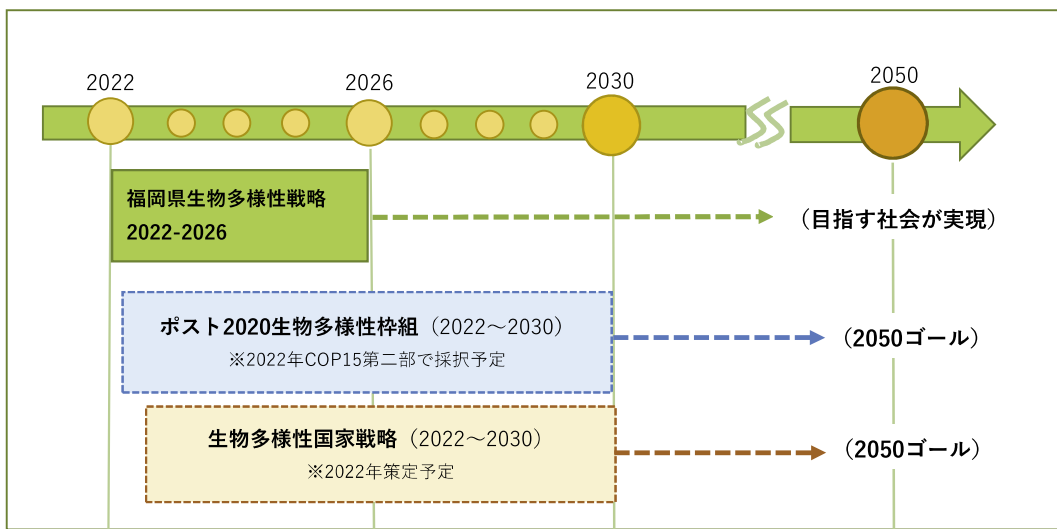 2022
2026
2030
2050
福岡県生物多様性戦略
2022-2026
(目指す社会が実現)
ポスト2020生物多様性枠組（2022～2030）
※2022年COP15第二部で採択予定
（2050ゴール）
生物多様性国家戦略（2022～2030）
※2022年策定予定
（2050ゴール）